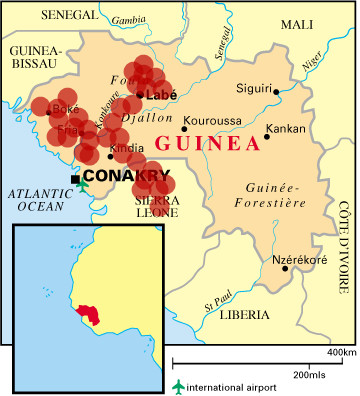 SENEGAL
Gambia
MALI
GUINEA-
BISSAU
Senegal
Niger
Fouta
Labé
Siguiri
Boké
Konkouré
Djallon
Kouroussa
Fria
Kankan
GUINEA
Kindia
CONAKRY
ATLANTIC
OCEAN
SIERRA
LEONE
Guinée-
Forestière
CÔTE D'IVOIRE
Nzérékoré
St Paul
LIBERIA
400km
200mls
international airport